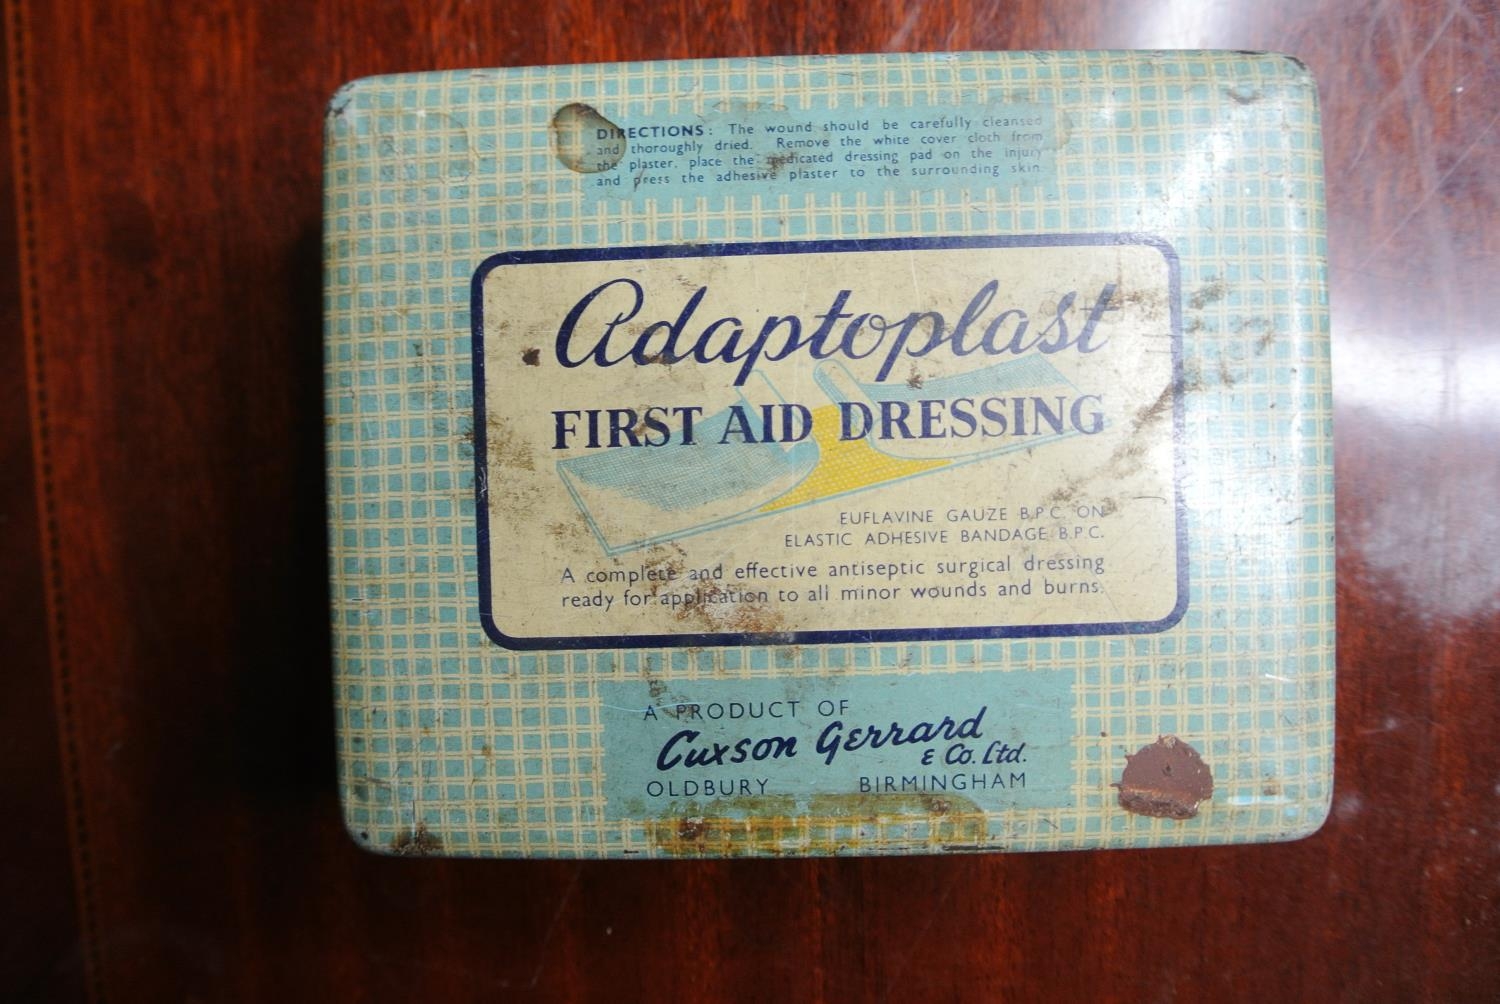 DIRECTIONS: The wound should be carefully cleansed
and thoroughly dried. Remove the white cover cloth from
the plaster, place the medicated dressing pad on the injury
and press the adhesive plaster to the surrounding skin.
Adaptoplast
FIRST AID DRESSING
EUFLAVINE GAUZE B.P.C. ON
ELASTIC ADHESIVE BANDAGE B.P.C.
A complete and effective antiseptic surgical dressing
ready for application to all minor wounds and burns.
A PRODUCT OF
Cuxson Gerrard
& Co. Ltd.
OLDBURY BIRMINGHAM